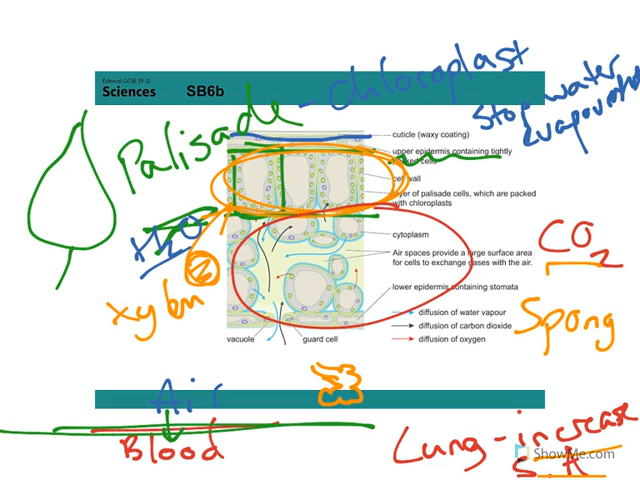 Edexcel GCSE (9-1)
Sciences SB6b
Palisade - chloroplast
stop water
cuticle (waxy coating)
upper epidermis containing tightly
packed cells
cell wall
layer of palisade cells, which are packed
with chloroplasts
H2O
xylem
cytoplasm
Air spaces provide a large surface area
for cells to exchange gases with the air.
lower epidermis containing stomata
diffusion of water vapour
diffusion of carbon dioxide
diffusion of oxygen
vacuole guard cell
CO2
Spong
Air
Blood
Lung - increase
S.A
ShowMe.com